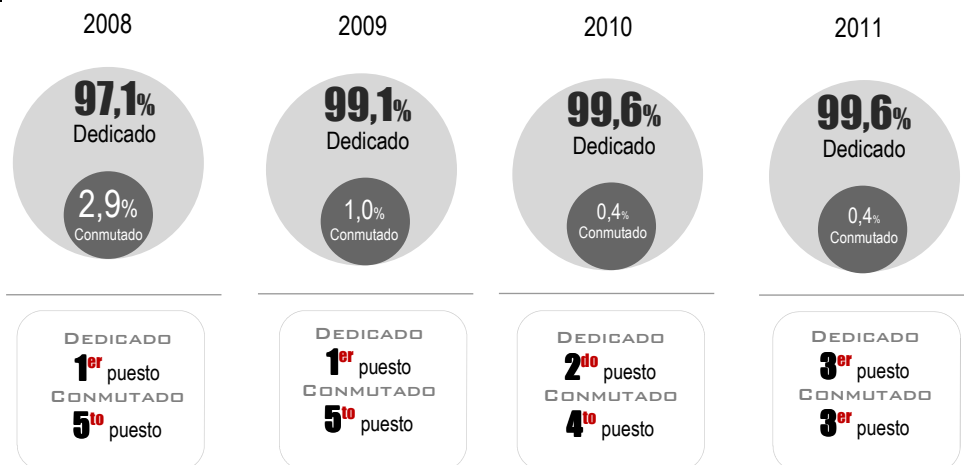 2008
97,1%
Dedicado
2,9%
Conmutado
DEDICADO
1er puesto
CONMUTADO
5to puesto
2009
99,1%
Dedicado
1,0%
Conmutado
DEDICADO
1er puesto
CONMUTADO
5to puesto
2010
99,6%
Dedicado
0,4%
Conmutado
DEDICADO
2do puesto
CONMUTADO
4to puesto
2011
99,6%
Dedicado
0,4%
Conmutado
DEDICADO
3er puesto
CONMUTADO
3er puesto